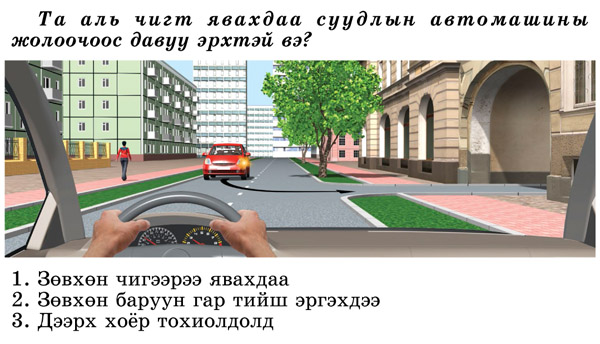 Та аль чигт явахдаа суудлын автомашины
жолоочоос давуу эрхтэй вэ?
1. Зөвхөн чигээрээ явахдаа
2. Зөвхөн баруун гар тийш эргэхдээ
3. Дээрх хоёр тохиолдолд